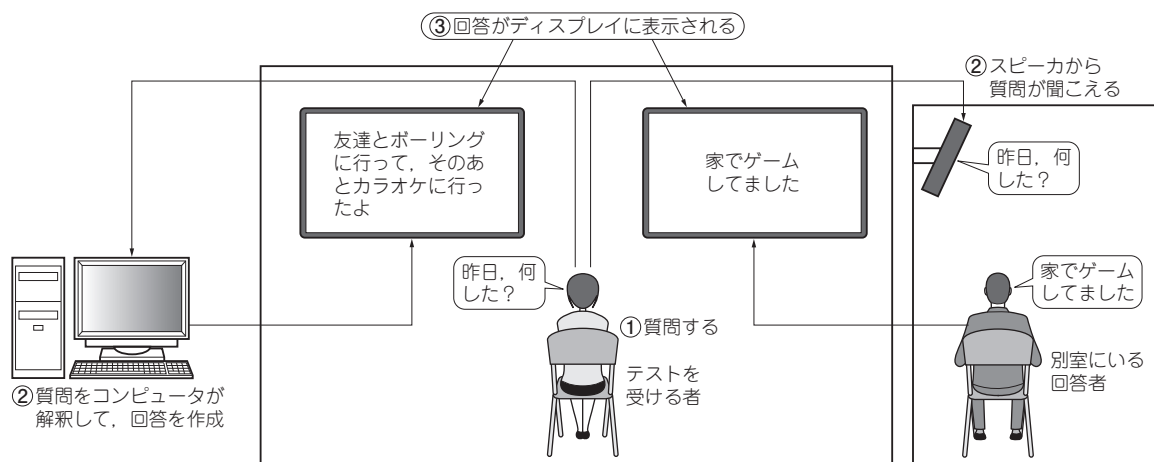 ③回答がディスプレイに表示される
②スピーカから
質問が聞こえる
友達とボーリング
に行って，そのあ
とカラオケに行っ
たよ
家でゲーム
してました
昨日，何
した？
昨日，何
した？
家でゲーム
してました
①質問する
テストを
受ける者
別室にいる
回答者
②質問をコンピュータが
解釈して，回答を作成